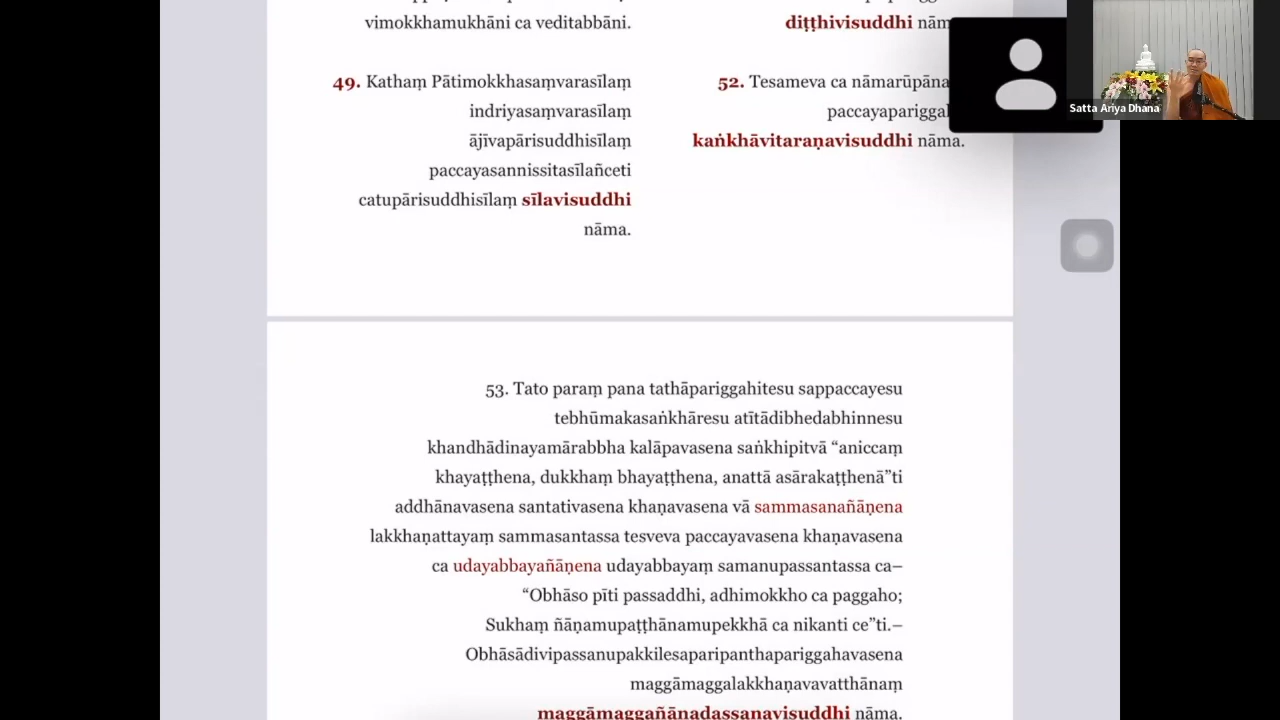 vimokkhamukhāni ca veditabbāni.
49. Kathaṃ Pātimokkhasaṃvarasīlaṃ
indriyasaṃvarasīlaṃ
ājīvapārisuddhisīlaṃ
paccayasannissitasīlañceti
catupārisuddhisīlaṃ sīlavisuddhi
nāma.
diṭṭhivisuddhi
52. Tesameva ca
kaṅkhāvitaraṇavisuddhi nāma.
Satta Ariya Dhana
53. Tato paraṃ pana tathāpariggahitesu sappaccayesu
tebhūmakasaṅkhāresu atītādibhedabhinnesu
khandhādinayamārabbha kalāpavasena saṅkhipitvā “aniccaṃ
khayaṭṭhena, dukkhaṃ bhayaṭṭhena, anattā asārakaṭṭhenā”ti
addhānavasena santativasena khaṇavasena vā sammasanañāṇena
lakkhaṇattayaṃ sammasantassa tesveva paccayavasena khaṇavasena
ca udayabbayañāṇena udayabbayaṃ samanupassantassa ca–
“Obhāso pīti passaddhi, adhimokkho ca paggaho;
Sukhaṃ ñāṇamupaṭṭhānamupekkhā ca nikanti ce”ti.–
Obhāsādivipassanupakkilesaparipanthapariggahavasena
maggāmaggalakkhaṇavavatthānaṃ
maggāmaggañāṇadassanavisuddhi nāma.